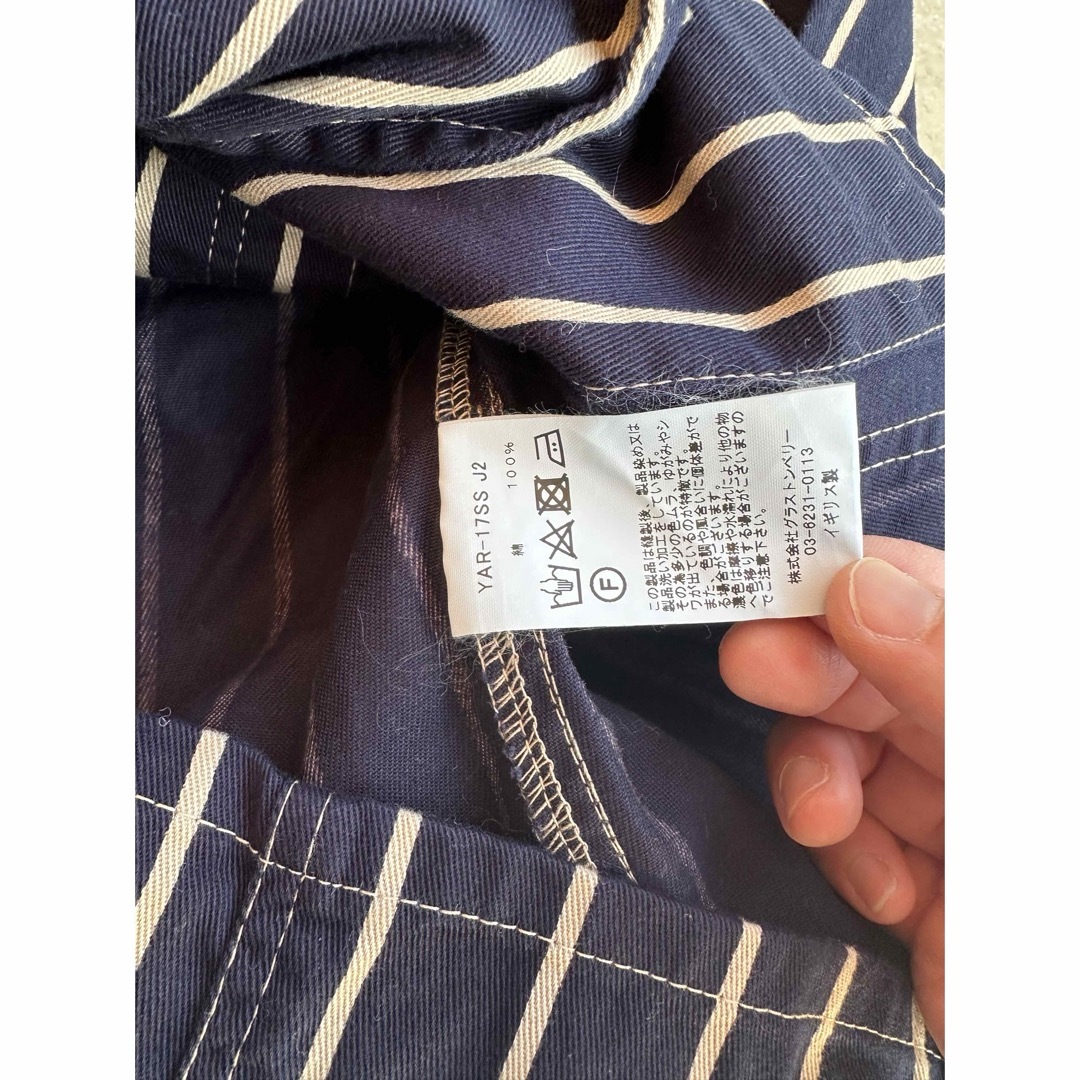 YAR-17SS J2
綿 100%
F
この製品は縫製後、製品染め又は
製品洗い加工をしています。
その為多少の色ムラ、ゆがみやシ
ワが出ているのが特徴です。
また、色調や風合いに個体差がで
る場合がございます。
濃色は摩擦や水濡れにより他の物
へ色移りする場合がございますの
でご注意下さい。
株式会社グラストンベリー
03-6231-0113
イギリス製